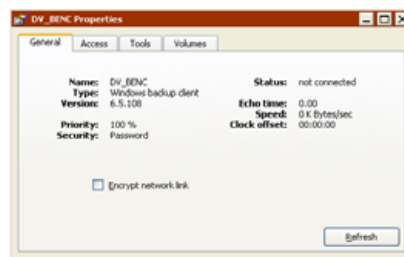 DV_BENC Properties
General Access Tools Volumes
Name: DV_BENC Status: not connected
Type: Windows backup client
Version: 6.5.108 Echo time: 0.00
Speed: 0 K Bytes/sec
Priority: 100 % Clock offset: 00:00:00
Security: Password
Encrypt network link
Refresh